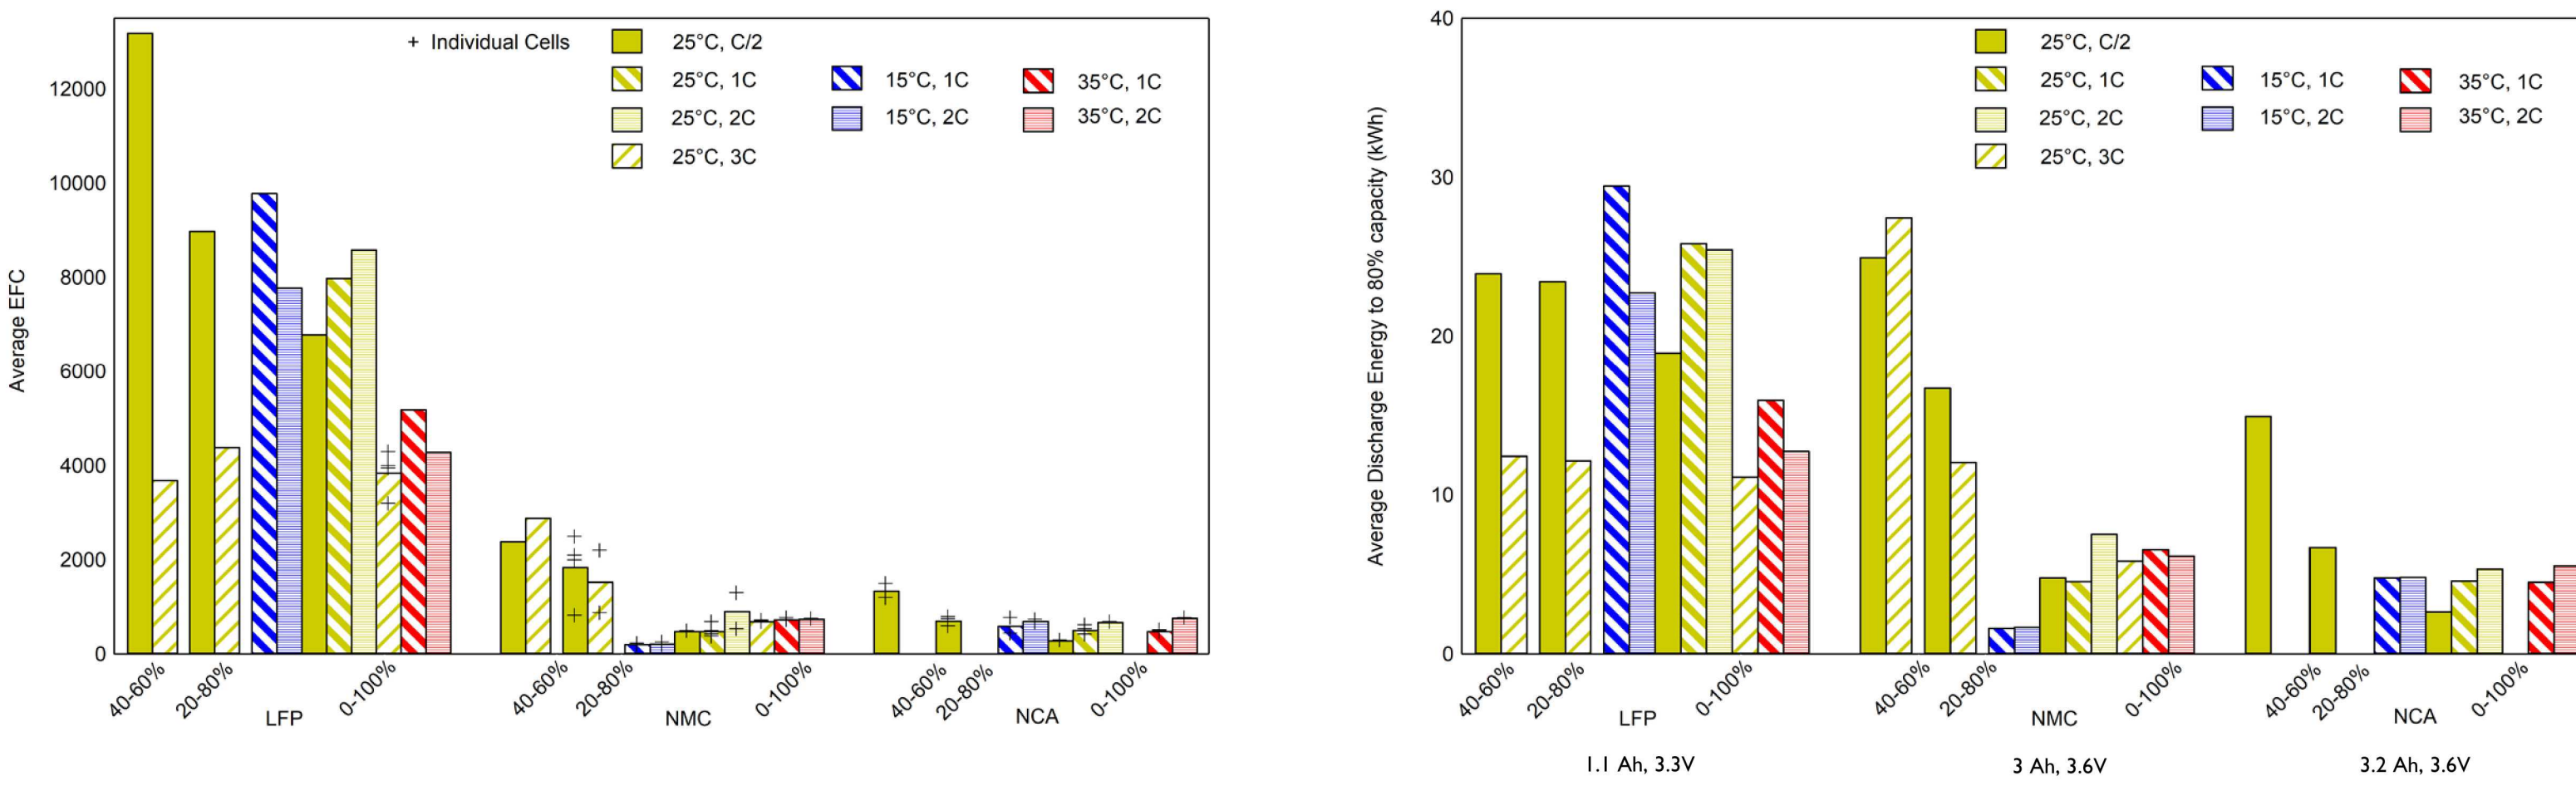 + Individual Cells
25°C, C/2
25°C, 1C
15°C, 1C
35°C, 1C
25°C, 2C
15°C, 2C
35°C, 2C
25°C, 3C
Average EFC
12000
10000
8000
6000
4000
2000
0
40-60%
20-80%
0-100%
40-60%
20-80%
0-100%
40-60%
20-80%
0-100%
LFP
NMC
NCA
25°C, C/2
25°C, 1C
15°C, 1C
35°C, 1C
25°C, 2C
15°C, 2C
35°C, 2C
25°C, 3C
Average Discharge Energy to 80% capacity (kWh)
40
30
20
10
0
40-60%
20-80%
0-100%
40-60%
20-80%
0-100%
40-60%
20-80%
0-100%
LFP
NMC
NCA
1.1 Ah, 3.3V
3 Ah, 3.6V
3.2 Ah, 3.6V